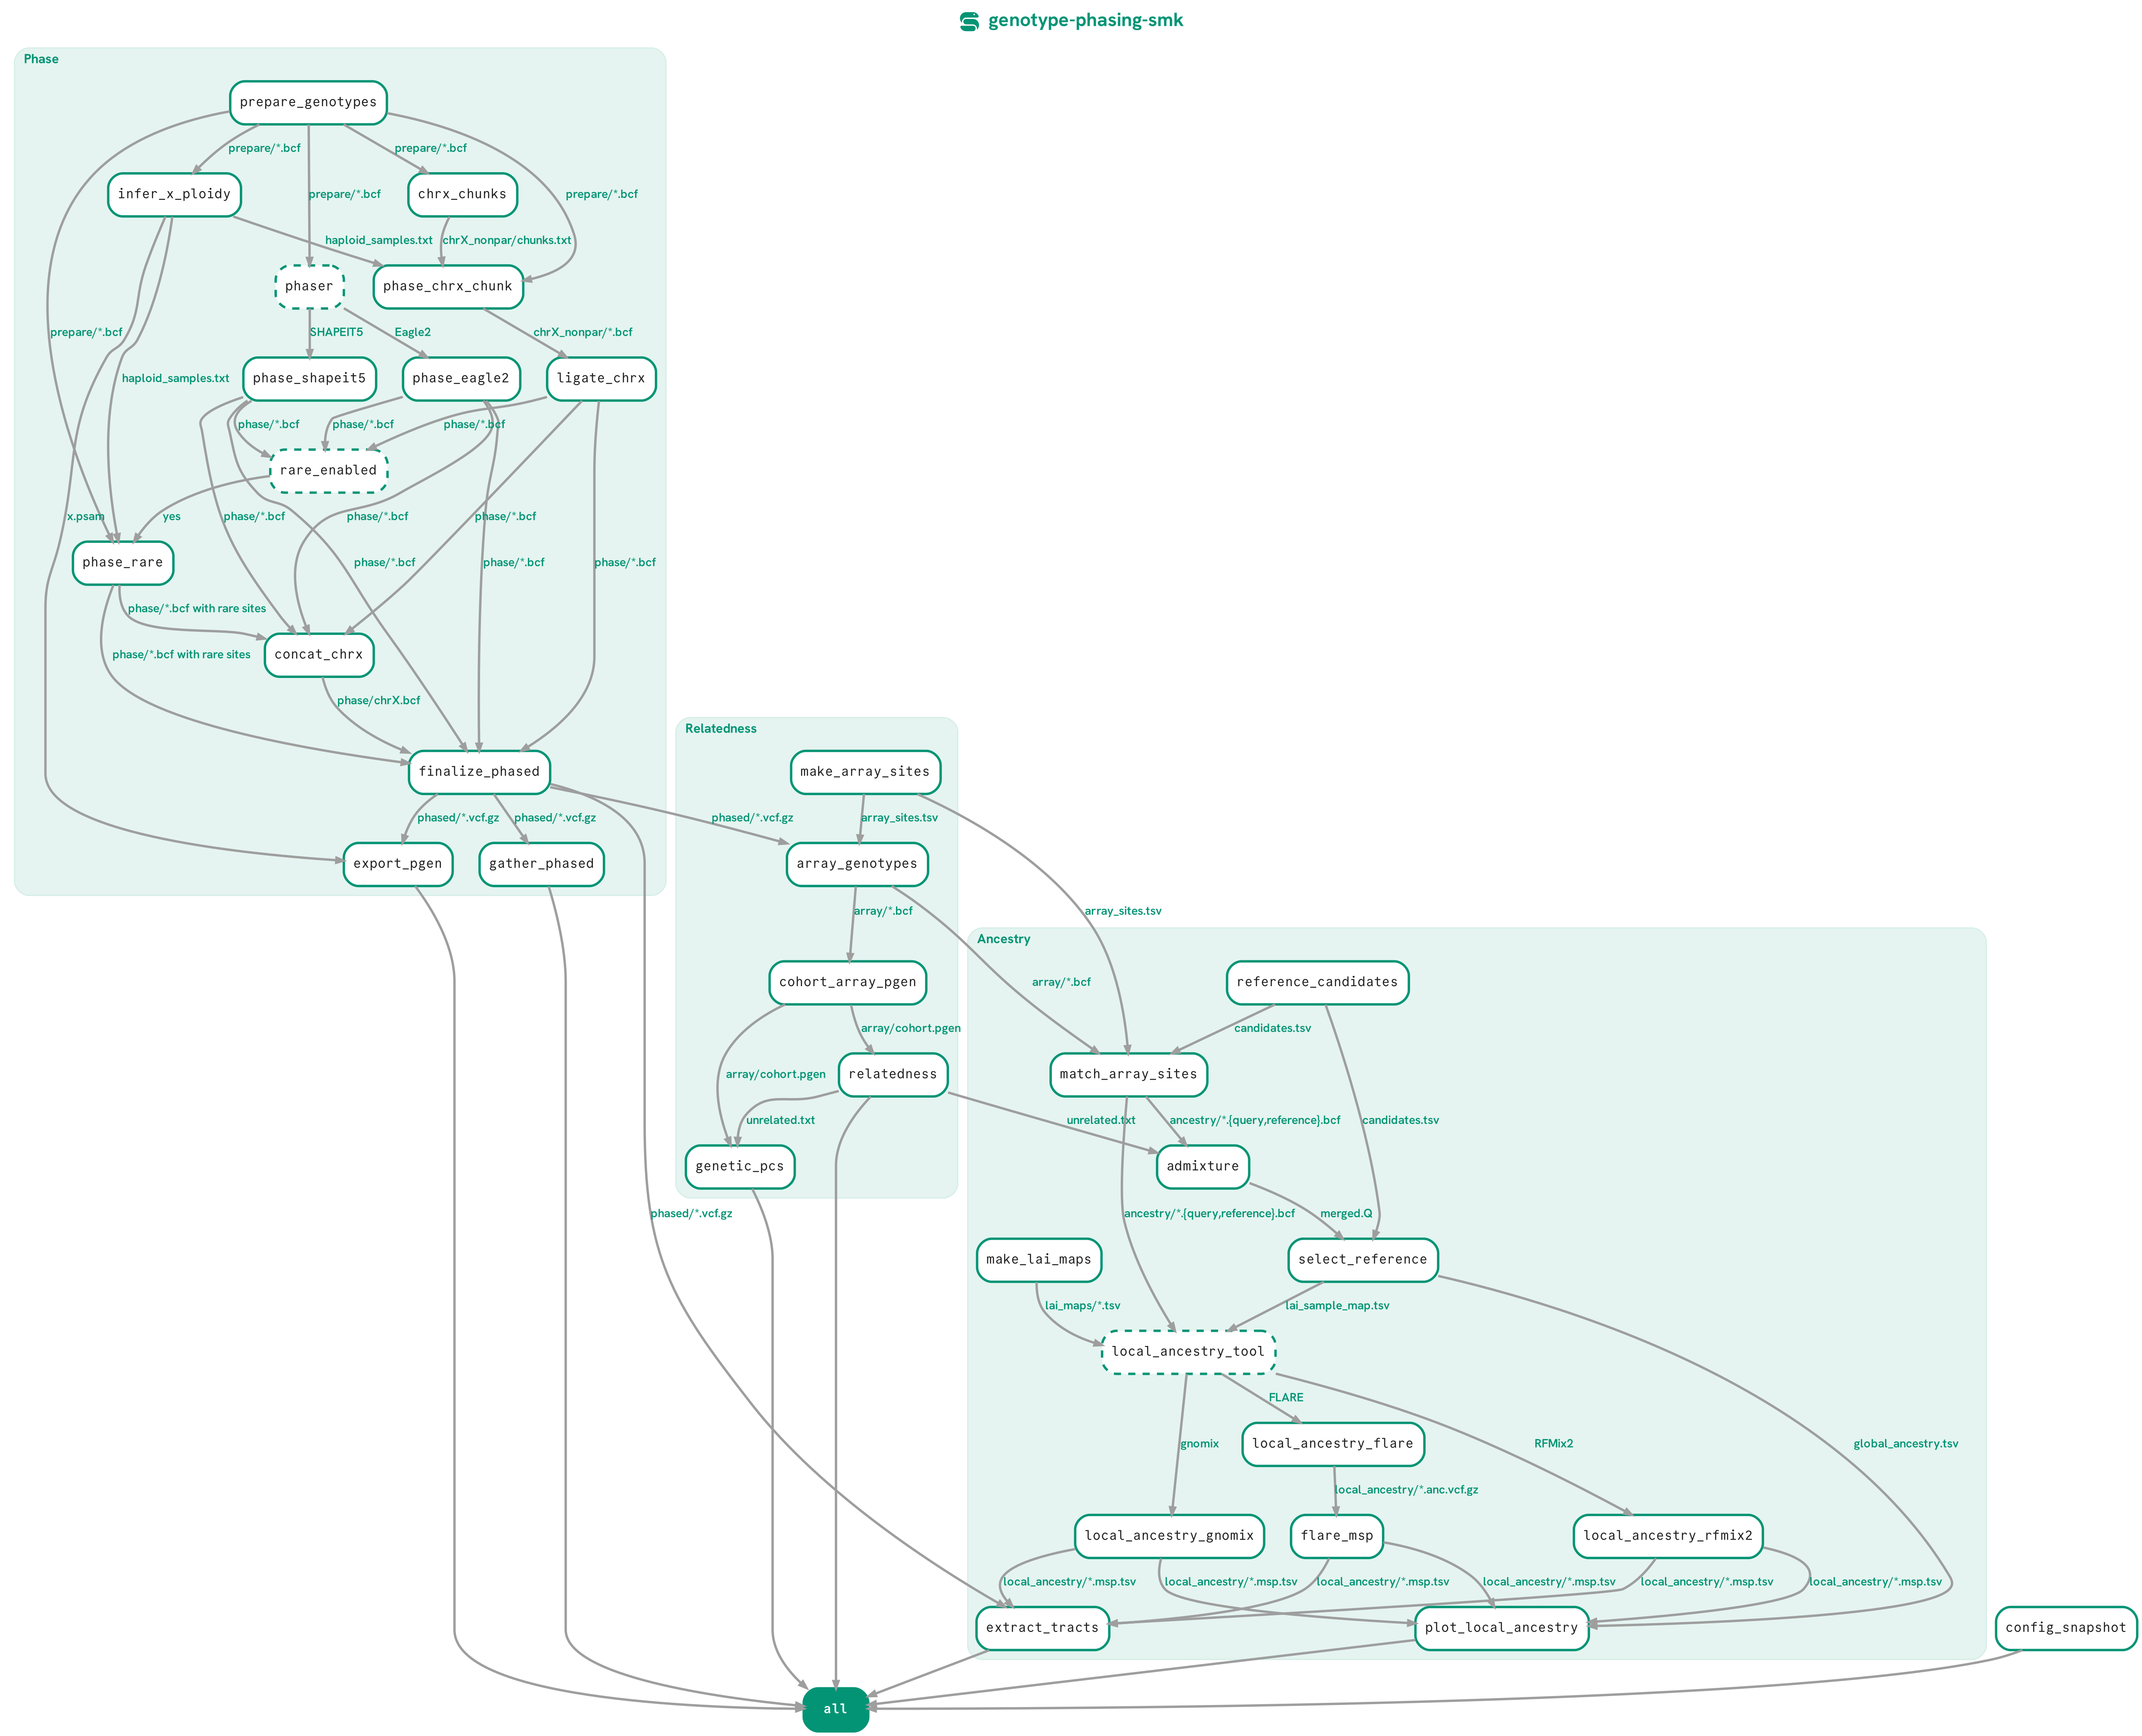 genotype-phasing-smk
Phase
prepare_genotypes
prepare/*.bcf
prepare/*.bcf
infer_x_ploidy
prepare/*.bcf
chrx_chunks
prepare/*.bcf
haploid_samples.txt
chrX_nonpar/chunks.txt
phaser
phase_chrx_chunk
prepare/*.bcf
SHAPEIT5
Eagle2
chrX_nonpar/*.bcf
haploid_samples.txt
phase_shapeit5
phase_eagle2
ligate_chrx
phase/*.bcf
phase/*.bcf
phase/*.bcf
rare_enabled
x.psam
yes
phase/*.bcf
phase/*.bcf
phase/*.bcf
phase_rare
phase/*.bcf
phase/*.bcf
phase/*.bcf
phase/*.bcf with rare sites
phase/*.bcf with rare sites
concat_chrx
phase/chrX.bcf
finalize_phased
phased/*.vcf.gz
phased/*.vcf.gz
export_pgen
gather_phased
Relatedness
make_array_sites
phased/*.vcf.gz
array_sites.tsv
array_genotypes
array/*.bcf
array_sites.tsv
Ancestry
cohort_array_pgen
array/*.bcf
reference_candidates
array/cohort.pgen
candidates.tsv
array/cohort.pgen
relatedness
match_array_sites
unrelated.txt
unrelated.txt
ancestry/*.{query,reference}.bcf
candidates.tsv
genetic_pcs
admixture
phased/*.vcf.gz
ancestry/*.{query,reference}.bcf
merged.Q
make_lai_maps
select_reference
lai_maps/*.tsv
lai_sample_map.tsv
local_ancestry_tool
FLARE
gnomix
local_ancestry_flare
RFMix2
global_ancestry.tsv
local_ancestry/*.anc.vcf.gz
local_ancestry_gnomix
flare_msp
local_ancestry_rfmix2
local_ancestry/*.msp.tsv
local_ancestry/*.msp.tsv
local_ancestry/*.msp.tsv
local_ancestry/*.msp.tsv
local_ancestry/*.msp.tsv
local_ancestry/*.msp.tsv
extract_tracts
plot_local_ancestry
config_snapshot
all